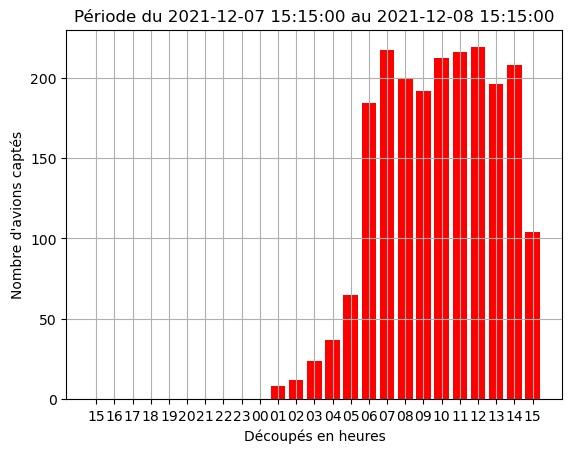 Période du 2021-12-07 15:15:00 au 2021-12-08 15:15:00
Nombre d'avions captés
200
150
100
50
0
15 16 17 18 19 20 21 22 23 00 01 02 03 04 05 06 07 08 09 10 11 12 13 14 15
Découpés en heures